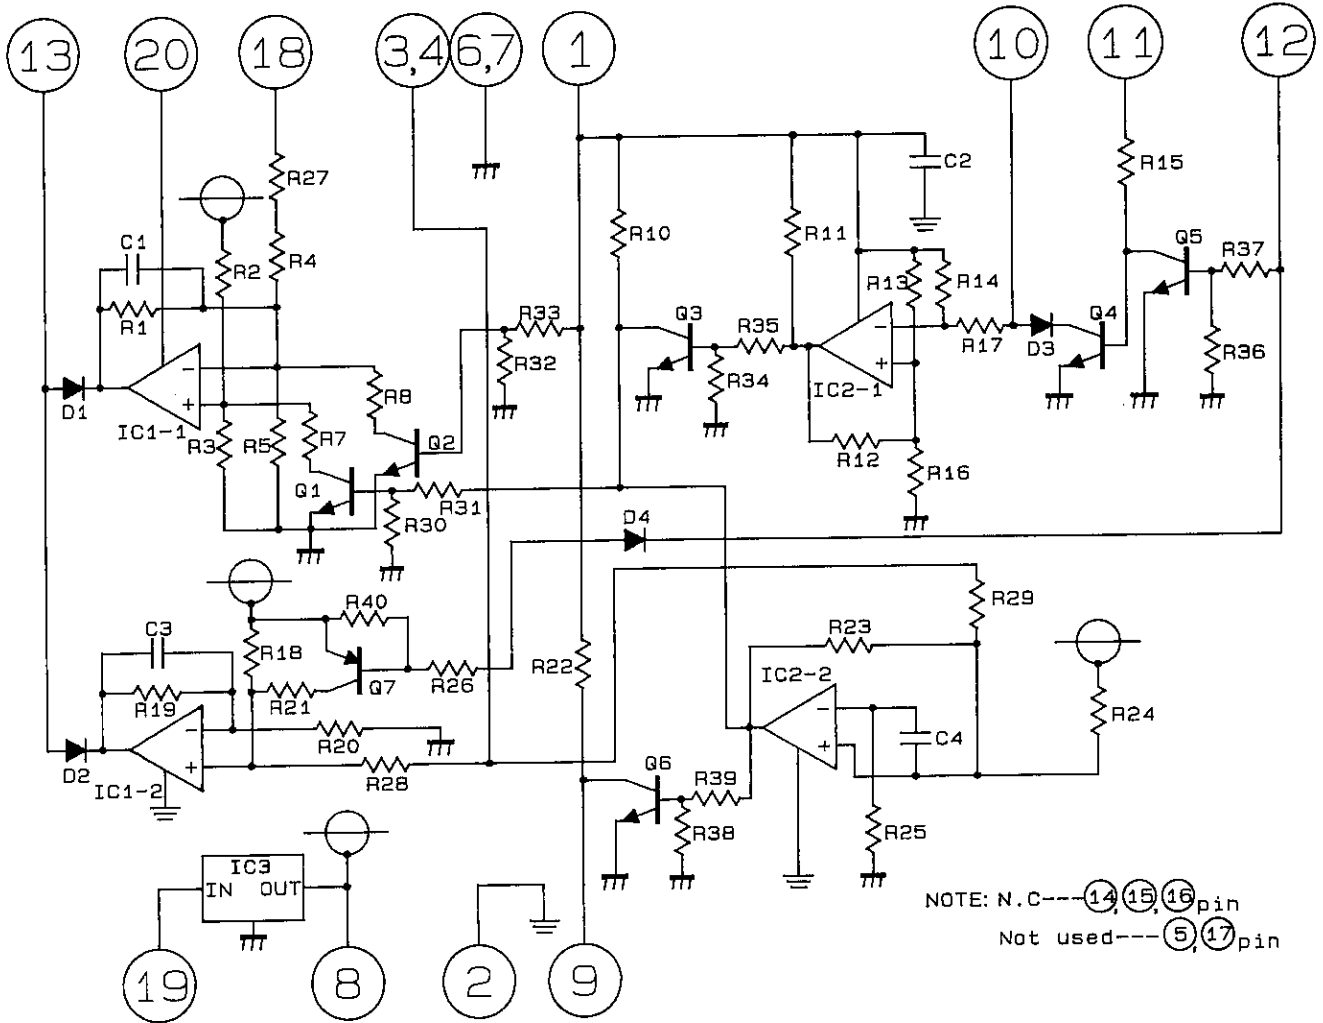 13
20
18
3,4
6,7
1
10
11
12
R27
C2
R15
C1
R2
R4
R10
R11
Q5
R37
R13
R14
R1
R33
Q3
R35
Q4
R32
R17
D3
R36
D1
R8
R34
IC2-1
IC1-1
R3
R5
R7
Q2
R12
R16
Q1
R31
R30
D4
R40
R29
C3
R18
R23
R22
IC2-2
R19
R21
Q7
R26
R24
R20
C4
D2
IC1-2
R28
Q6
R39
R38
R25
IC3
IN OUT
NOTE: N.C---14,15,16pin
Not used---5,17pin
19
8
2
9